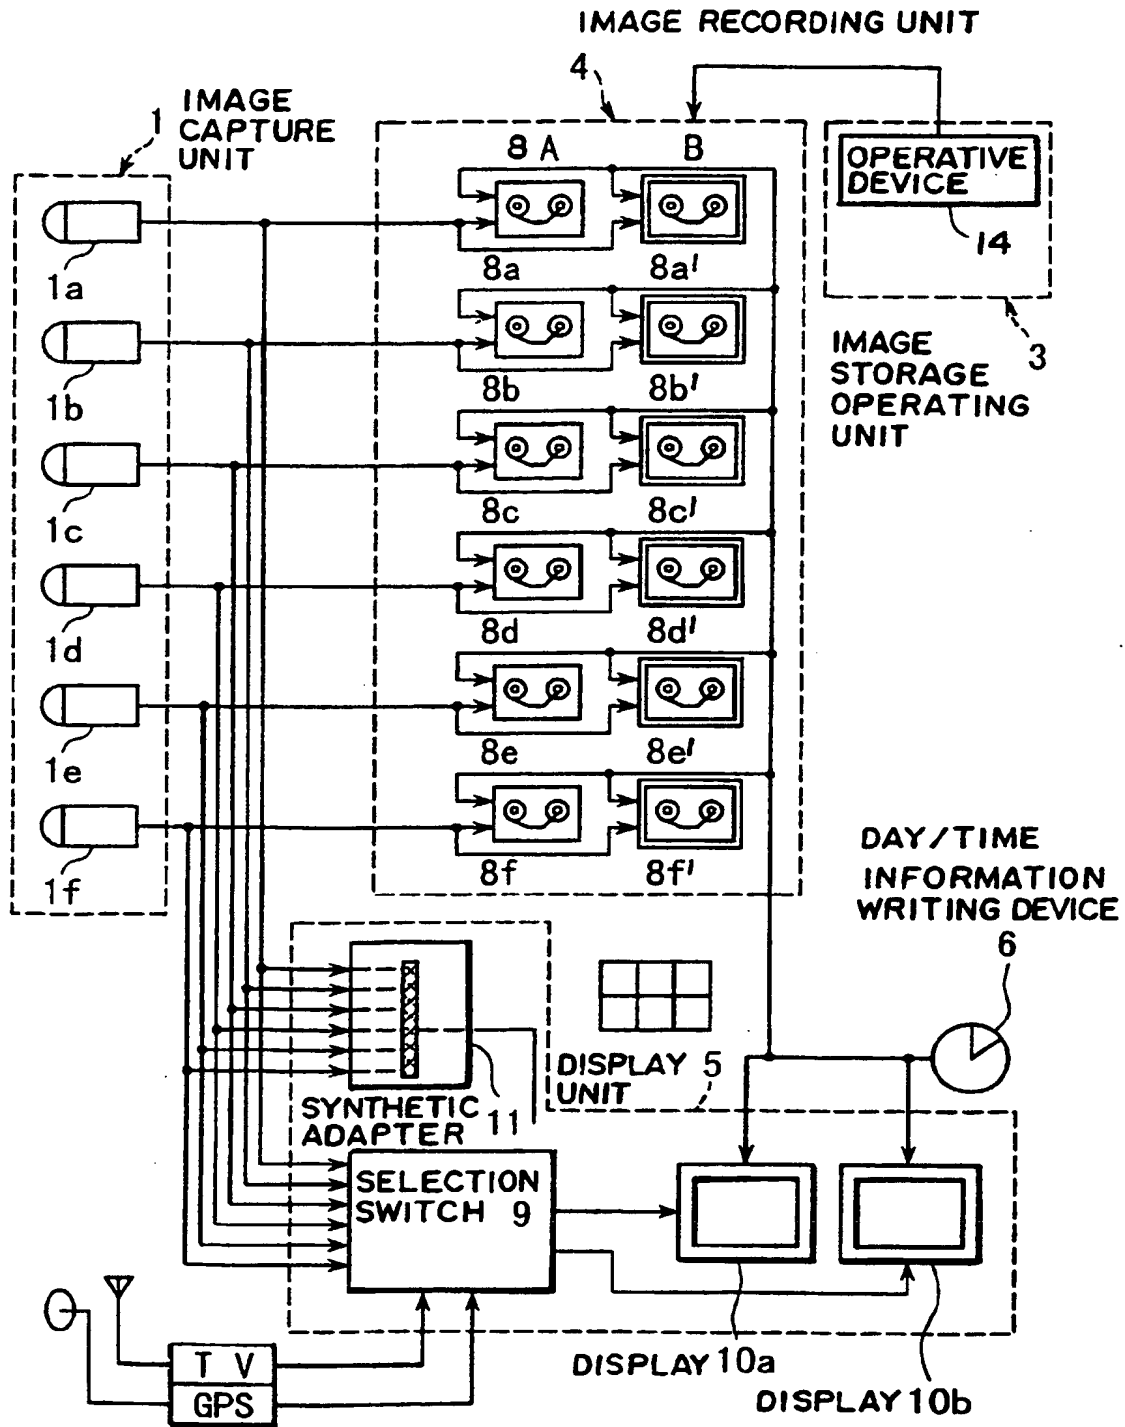 IMAGE RECORDING UNIT
4
1 IMAGE
CAPTURE
UNIT
8 A B
OPERATIVE
DEVICE
14
1a
8a 8a'
3
IMAGE
STORAGE
OPERATING
UNIT
1b
8b 8b'
1c
8c 8c'
1d
8d 8d'
1e
8e 8e'
1f
8f 8f'
DAY/TIME
INFORMATION
WRITING DEVICE
6
DISPLAY 5
UNIT
SYNTHETIC
ADAPTER 11
SELECTION
SWITCH 9
T V
GPS
DISPLAY 10a
DISPLAY 10b